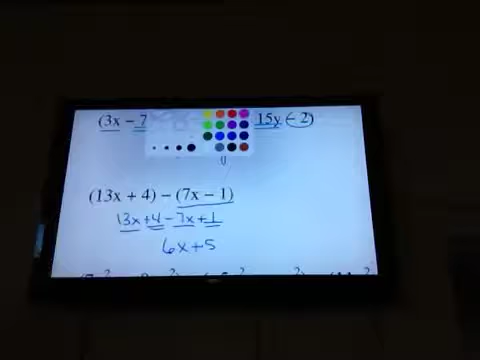 (3x − 7 15y − 2)
(13x + 4) − (7x − 1)
13x + 4 − 7x + 1
6x + 5